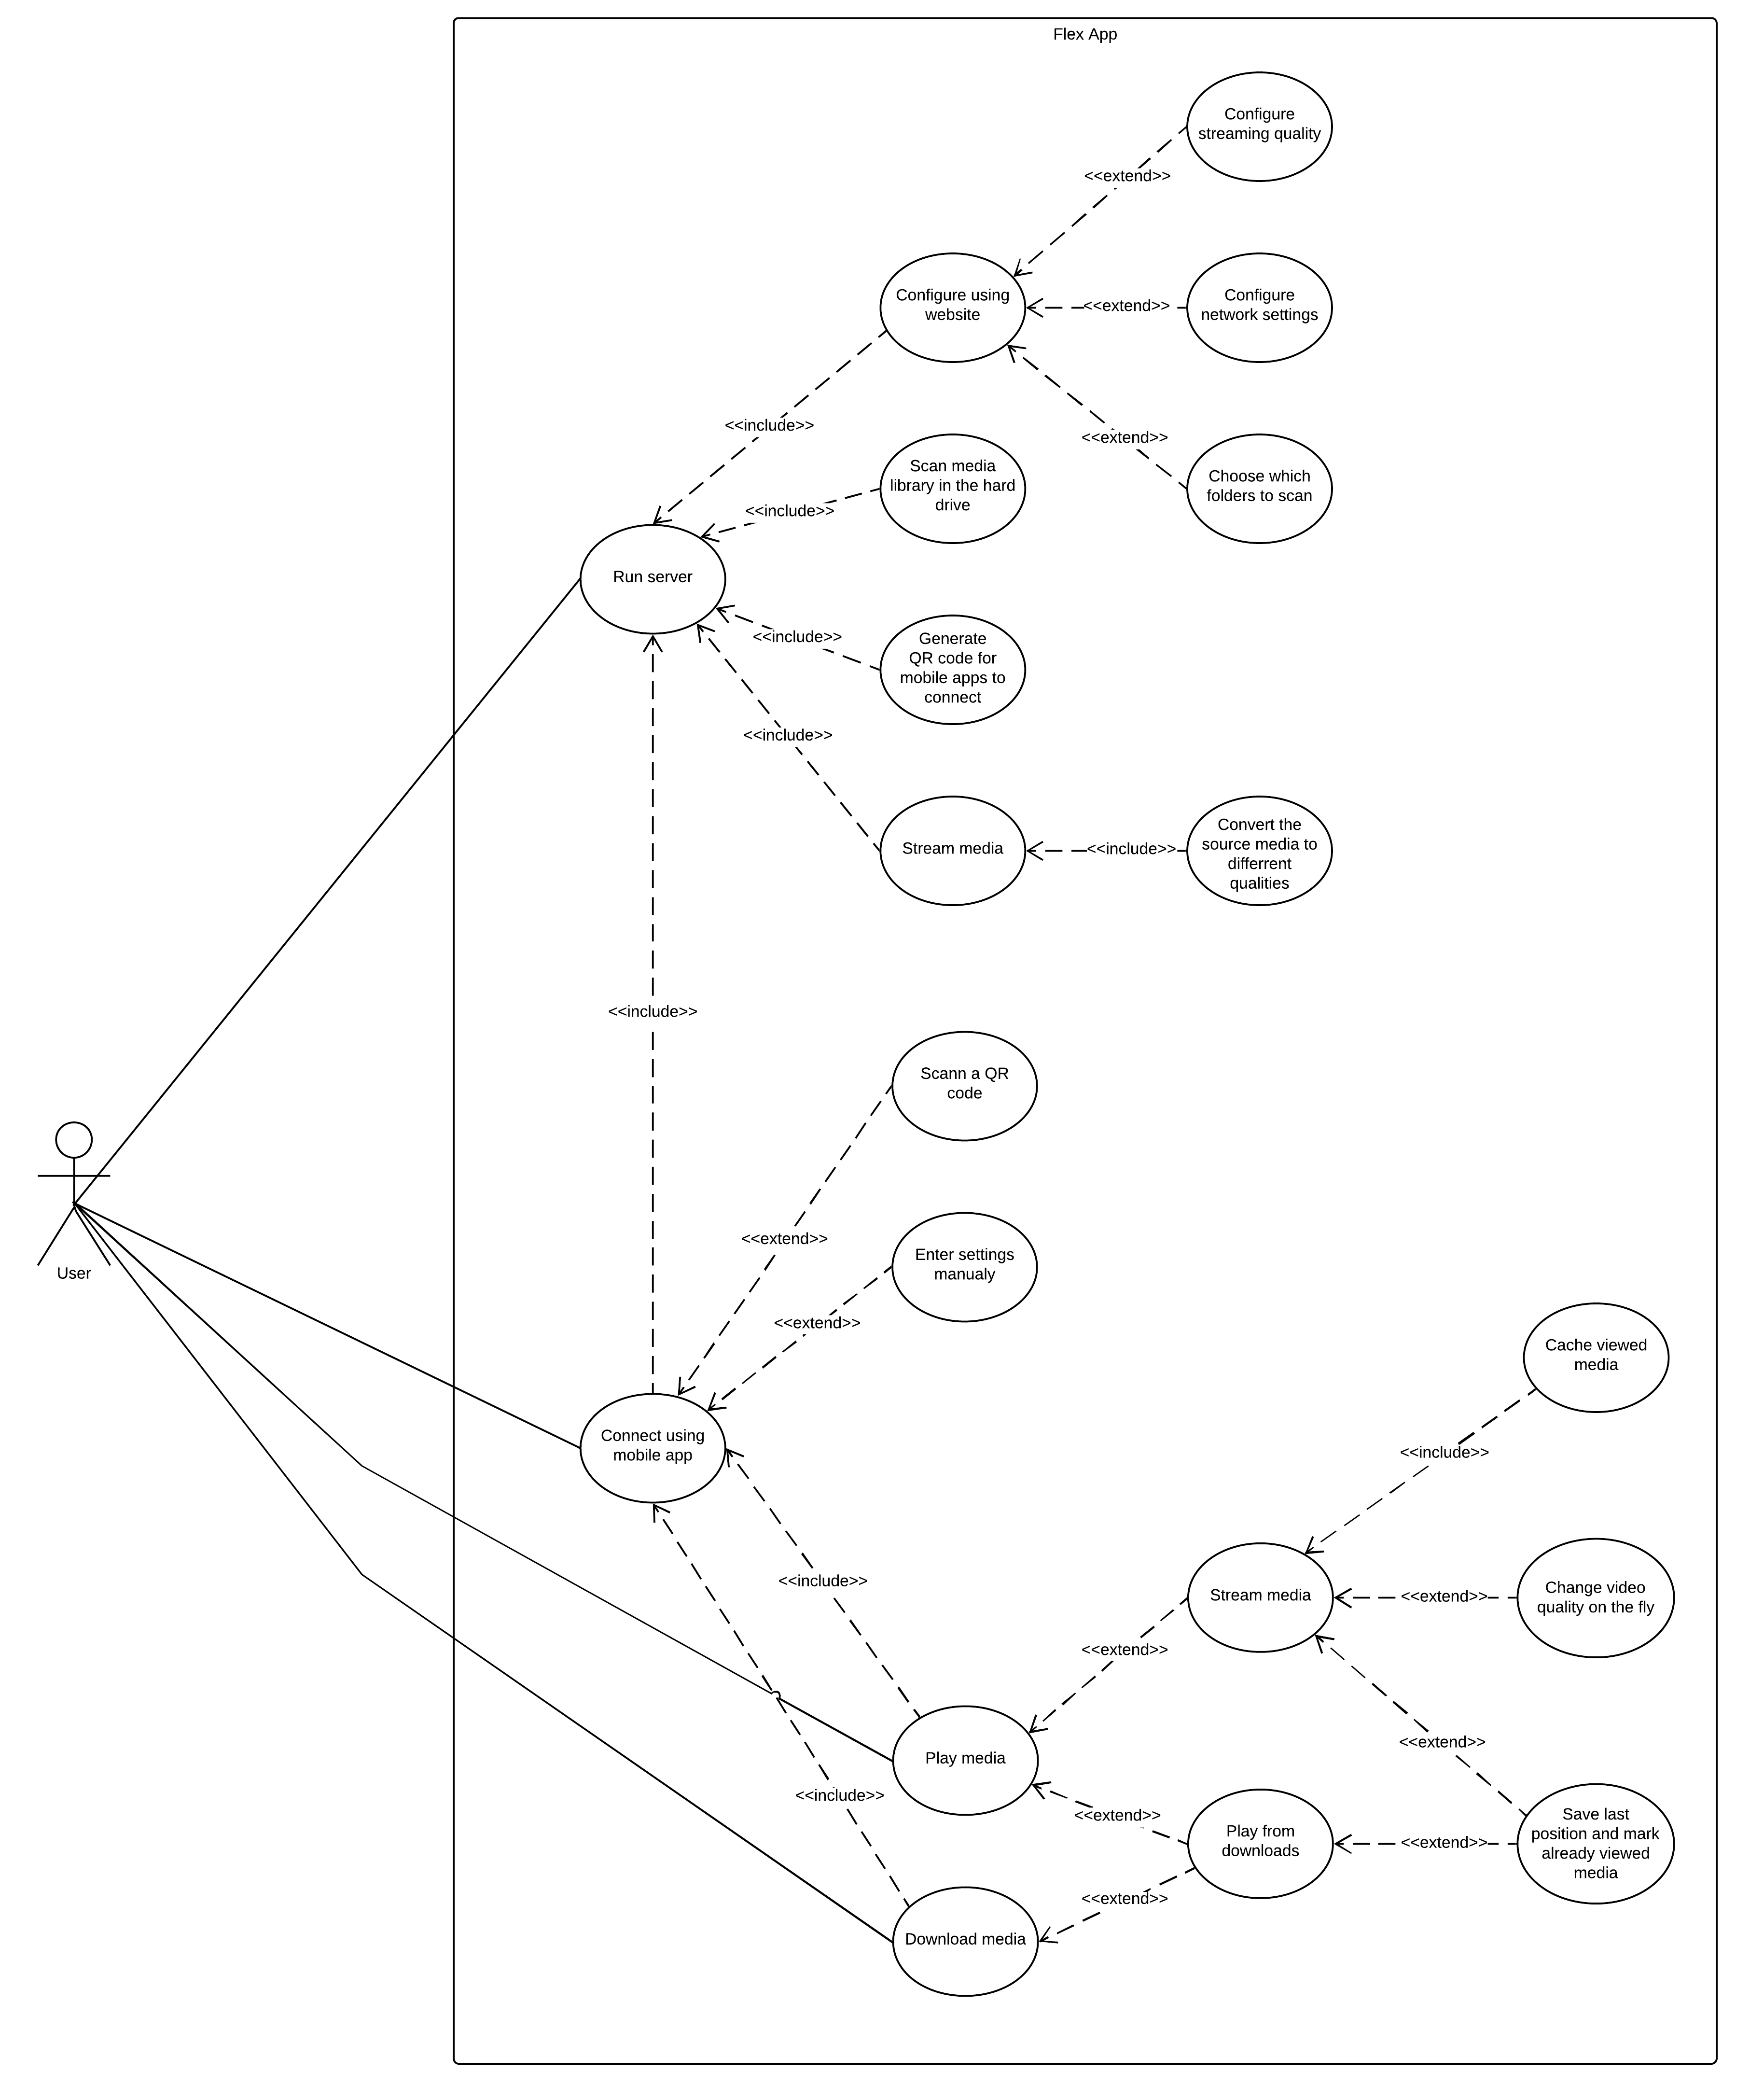 Flex App
Configure
streaming quality
<<extend>>
Configure using
website
<<extend>>
Configure
network settings
<<include>>
<<extend>>
Scan media
library in the hard
drive
Choose which
folders to scan
<<include>>
Run server
<<include>>
Generate
QR code for
mobile apps to
connect
<<include>>
Stream media
<<include>>
Convert the
source media to
differrent
qualities
<<include>>
Scann a QR
code
<<extend>>
Enter settings
manualy
User
<<extend>>
Cache viewed
media
Connect using
mobile app
<<include>>
<<include>>
Stream media
<<extend>>
Change video
quality on the fly
<<extend>>
<<extend>>
Play media
<<include>>
<<extend>>
Play from
downloads
<<extend>>
Save last
position and mark
already viewed
media
<<extend>>
Download media